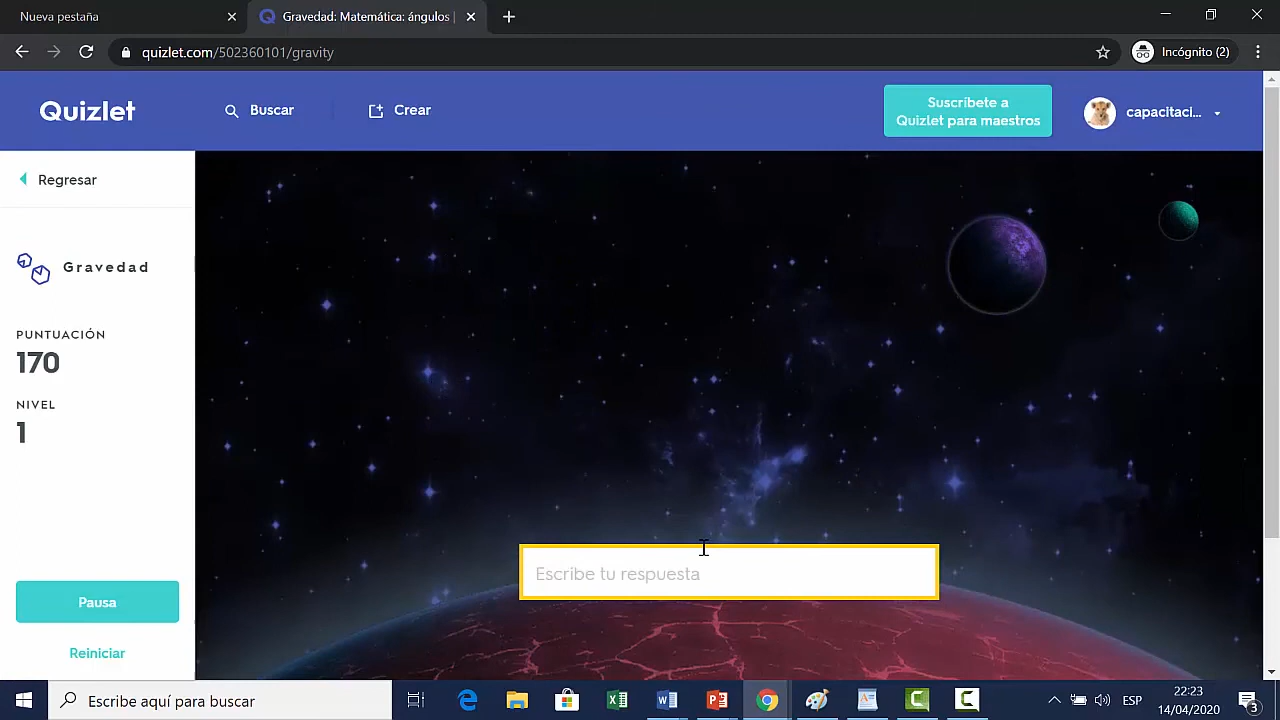 Nueva pestaña
Gravedad: Matemática: ángulos |
quizlet.com/502360101/gravity
Incógnito (2)
Quizlet
Buscar
Crear
Suscríbete a
Quizlet para maestros
capacitaci...
Regresar
Gravedad
PUNTUACIÓN
170
NIVEL
1
Escribe tu respuesta
Pausa
Reiniciar
Escribe aquí para buscar
ESP
22:23
14/04/2020
3